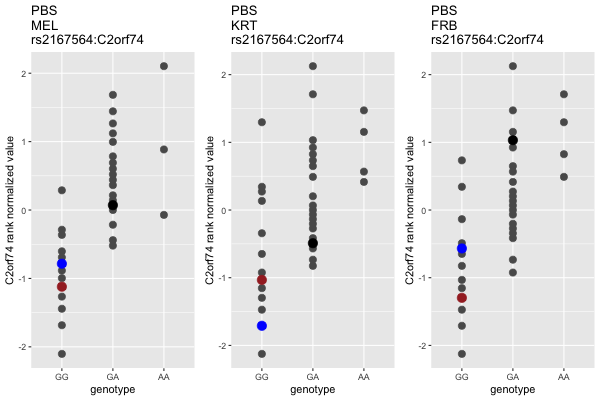 PBS
MEL
rs2167564:C2orf74
C2orf74 rank normalized value
2
1
0
-1
-2
GG
GA
AA
genotype
PBS
KRT
rs2167564:C2orf74
C2orf74 rank normalized value
2
1
0
-1
-2
GG
GA
AA
genotype
PBS
FRB
rs2167564:C2orf74
C2orf74 rank normalized value
2
1
0
-1
-2
GG
GA
AA
genotype